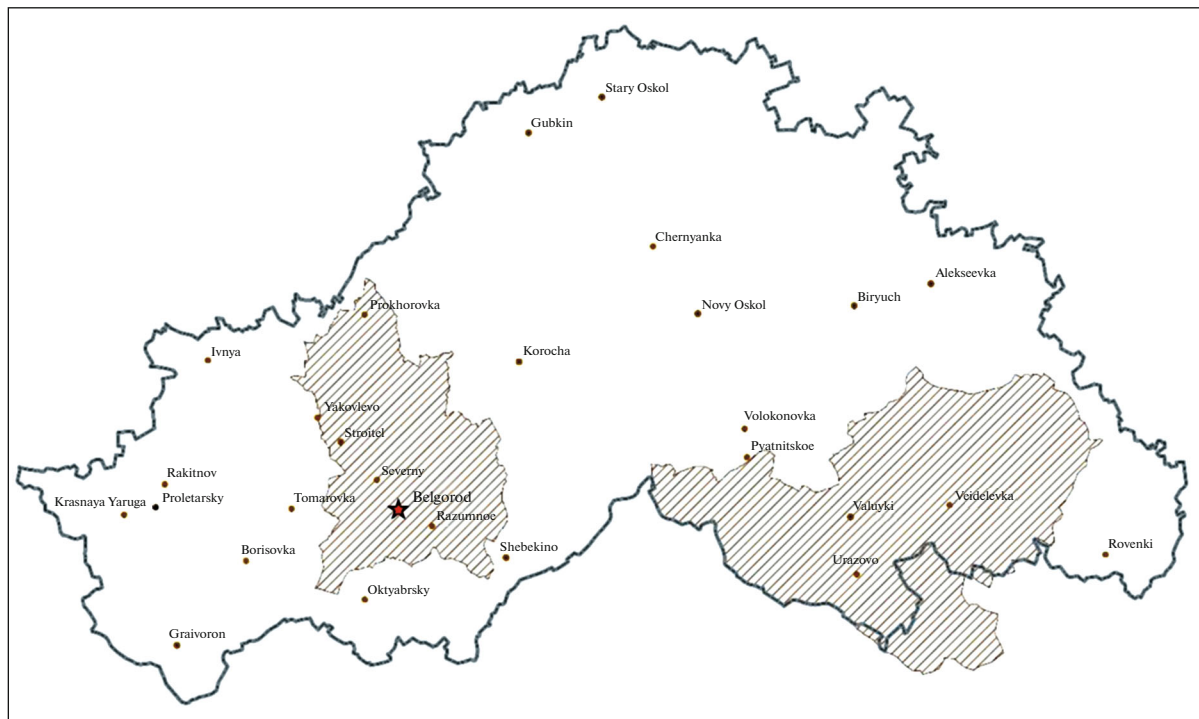 Stary Oskol
Gubkin
Chernyanka
Alekseevka
Biryuch
Novy Oskol
Prokhorovka
Ivnya
Korocha
Yakovlevo
Stroitel
Volokonovka
Pyatnitskoe
Rakitnov
Severny
Krasnaya Yaruga
Proletarsky
Tomarovka
Belgorod
Razumnoe
Valuyki
Veidelevka
Borisovka
Shebekino
Urazovo
Rovenki
Oktyabrsky
Graivoron